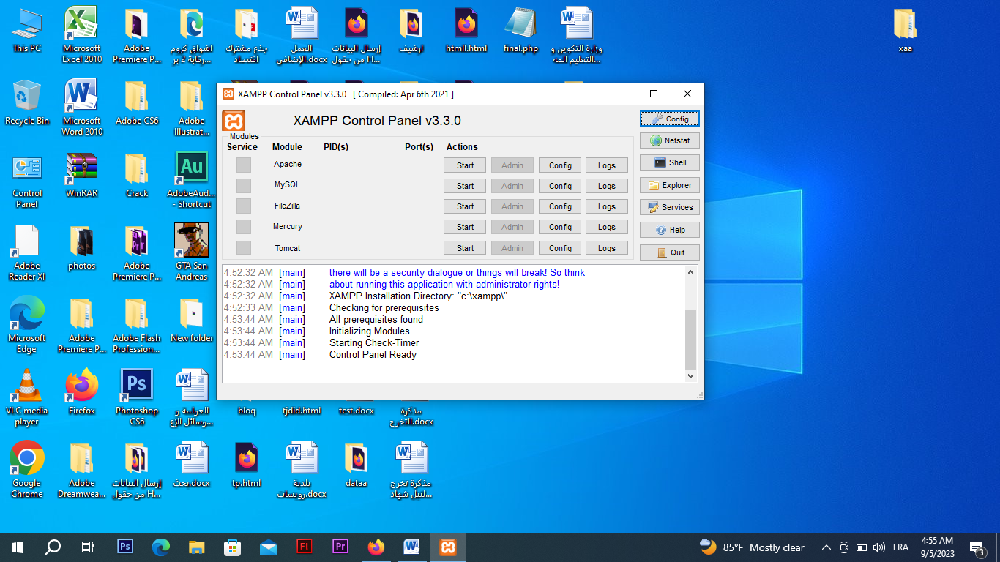 This PC
Microsoft
Excel 2010
Adobe
Premiere P...
اشواق كروم
رقابة 2 بر...
جذع مشترك
اقتصاد
العمل
الإضافي.docx
إرسال البيانات
من حقول H...
ارشيف
htmll.html
final.php
وزارة التكوين و
التعليم المه...
xaa
Recycle Bin
Microsoft
Word 2010
Adobe CS6
Adobe
Illustrat...
Control
Panel
WinRAR
Crack
AdobeAud...
- Shortcut
Adobe
Reader XI
photos
Adobe
Premiere P...
GTA San
Andreas
Microsoft
Edge
Adobe
Premiere P...
Adobe Flash
Profession...
New folder
VLC media
player
Firefox
Photoshop
CS6
العولمة و
وسائل الإع...
bloq
tjdid.html
test.docx
مذكرة
التخرج.docx
Google
Chrome
Adobe
Dreamwea...
إرسال البيانات
من حقول H...
بحث.docx
tp.html
بلدية
رويسات.docx
dataa
مذكرة تخرج
لنيل شهاد...
XAMPP Control Panel v3.3.0 [ Compiled: Apr 6th 2021 ]
XAMPP Control Panel v3.3.0
Modules
Service Module PID(s) Port(s) Actions
Apache Start Admin Config Logs
MySQL Start Admin Config Logs
FileZilla Start Admin Config Logs
Mercury Start Admin Config Logs
Tomcat Start Admin Config Logs
Config
Netstat
Shell
Explorer
Services
Help
Quit
4:52:32 AM [main] there will be a security dialogue or things will break! So think
4:52:32 AM [main] about running this application with administrator rights!
4:52:32 AM [main] XAMPP Installation Directory: "c:\xampp\"
4:52:33 AM [main] Checking for prerequisites
4:53:44 AM [main] All prerequisites found
4:53:44 AM [main] Initializing Modules
4:53:44 AM [main] Starting Check-Timer
4:53:44 AM [main] Control Panel Ready
85°F Mostly clear
FRA
4:55 AM
9/5/2023
3